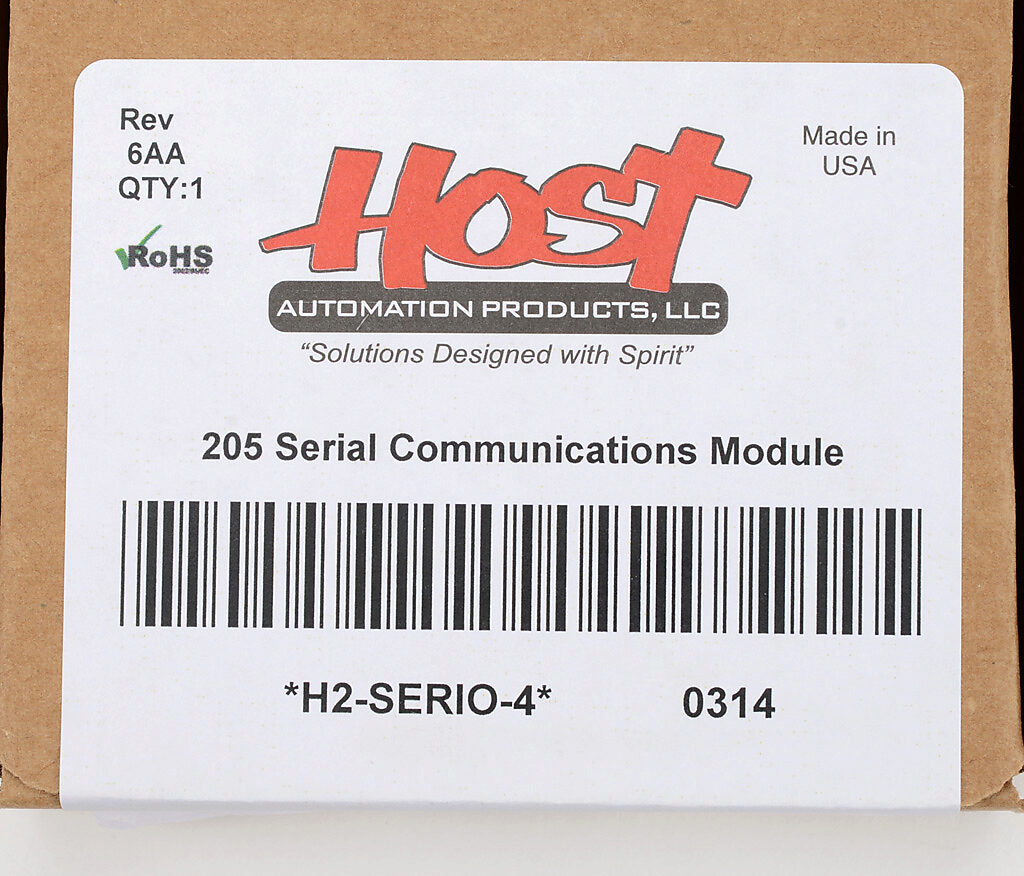 Rev
6AA
QTY:1
Made in
USA
RoHS
HOST
AUTOMATION PRODUCTS, LLC
“Solutions Designed with Spirit”
205 Serial Communications Module
*H2-SERIO-4* 0314